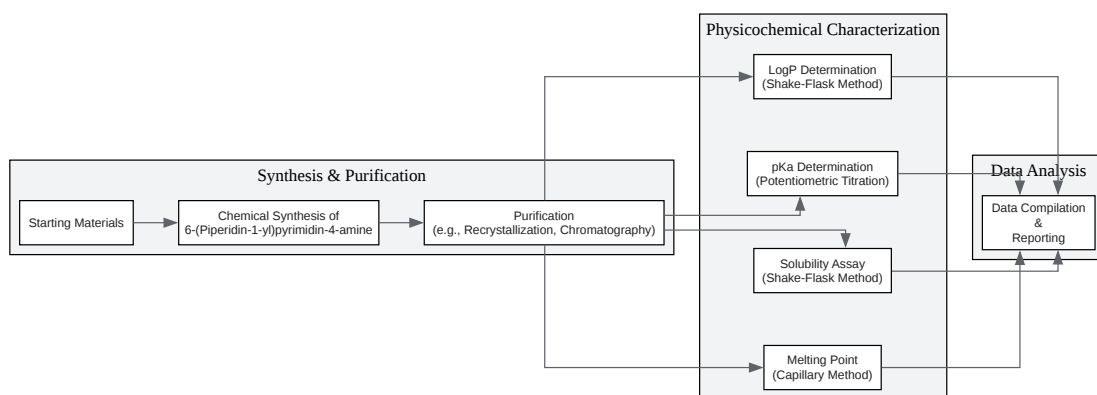 Synthesis & Purification
Starting Materials
Chemical Synthesis of
6-(Piperidin-1-yl)pyrimidin-4-amine
Purification
(e.g., Recrystallization, Chromatography)
Physicochemical Characterization
LogP Determination
(Shake-Flask Method)
pKa Determination
(Potentiometric Titration)
Solubility Assay
(Shake-Flask Method)
Melting Point
(Capillary Method)
Data Analysis
Data Compilation
&
Reporting